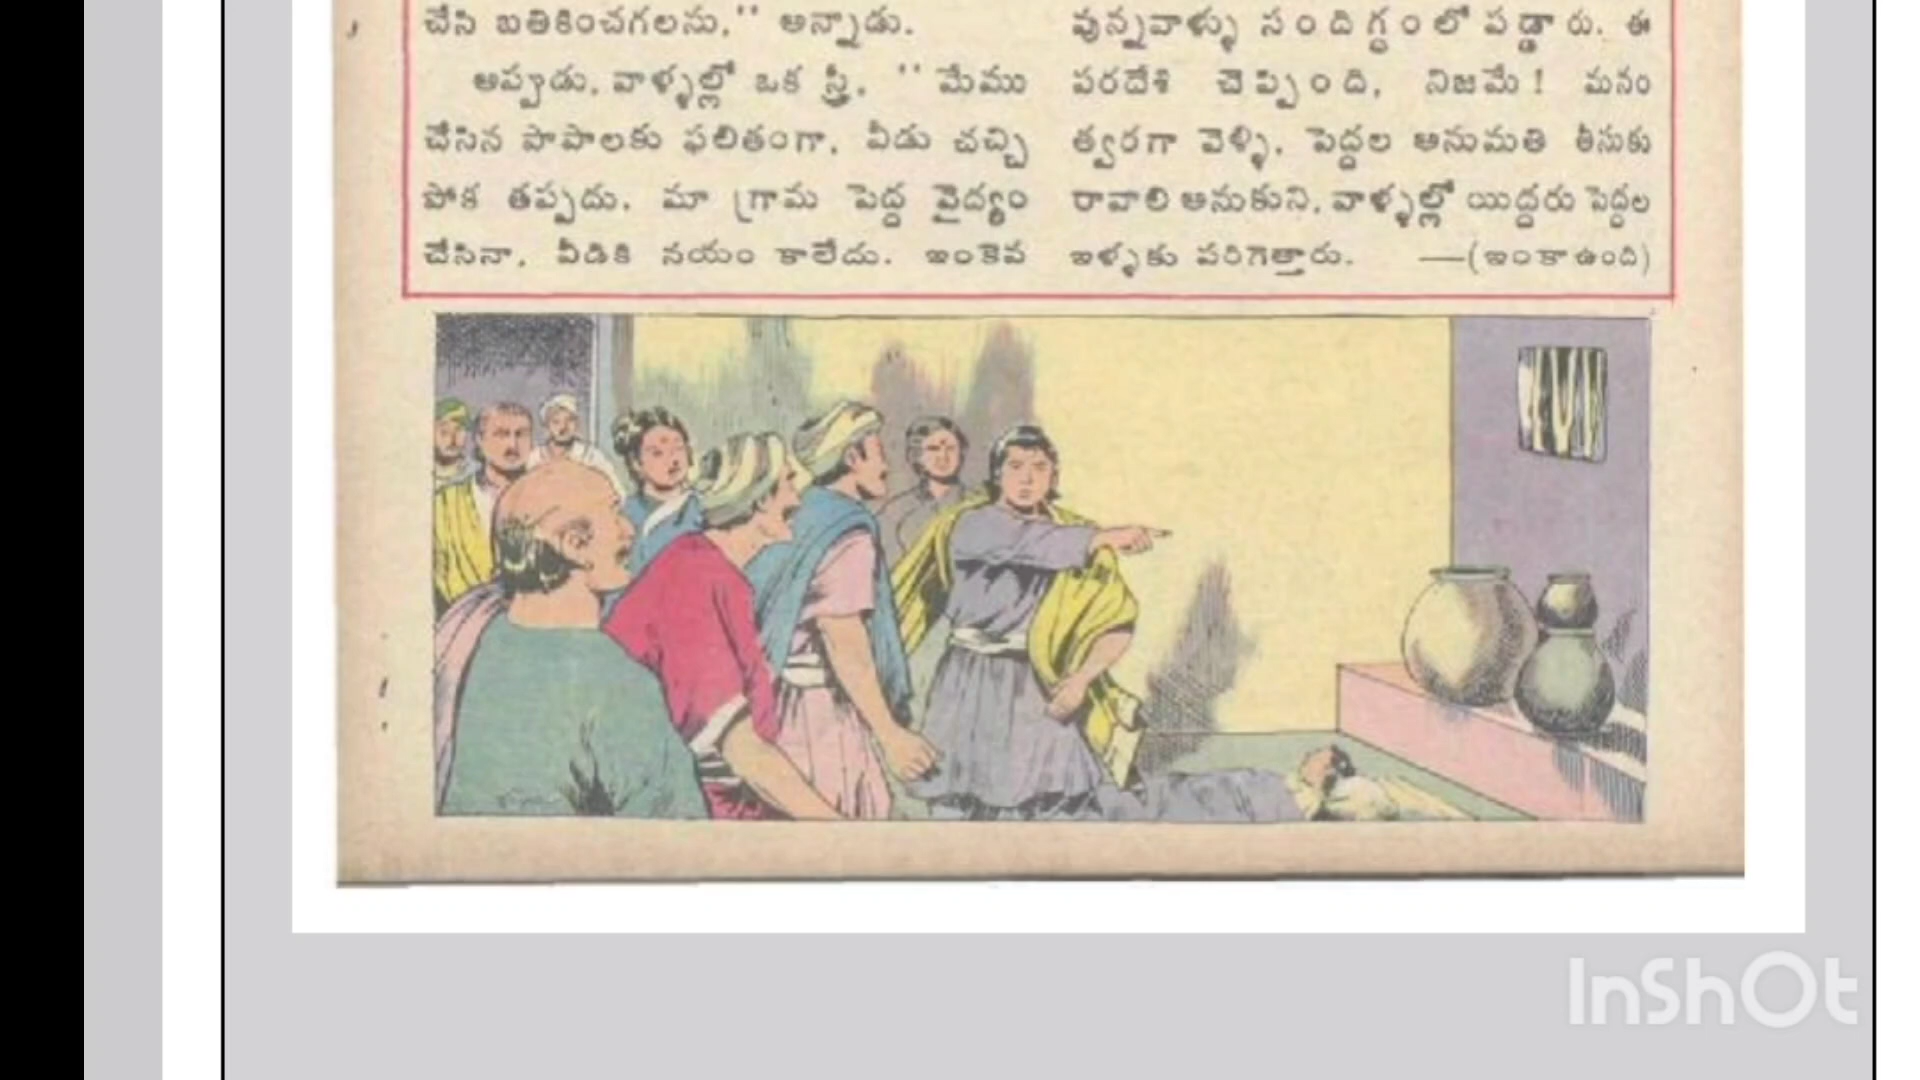 చేసి బతికించగలను,'' అన్నాడు.
అప్పుడు, వాళ్ళల్లో ఒక స్త్రీ, '' మేము
చేసిన పాపాలకు ఫలితంగా, వీడు చచ్చి
పోక తప్పదు. మా గ్రామ పెద్ద వైద్యం
చేసినా, వీడికి నయం కాలేదు. ఇంకెవ
వున్నవాళ్ళు సందిగ్ధంలో పడ్డారు. ఈ
పరదేశి చెప్పింది, నిజమే! మనం
త్వరగా వెళ్ళి, పెద్దల అనుమతి తీసుకు
రావాలి అనుకుని, వాళ్ళల్లో యిద్దరు పెద్దల
ఇళ్ళకు పరిగెత్తారు. —(ఇంకా ఉంది)
InShOt